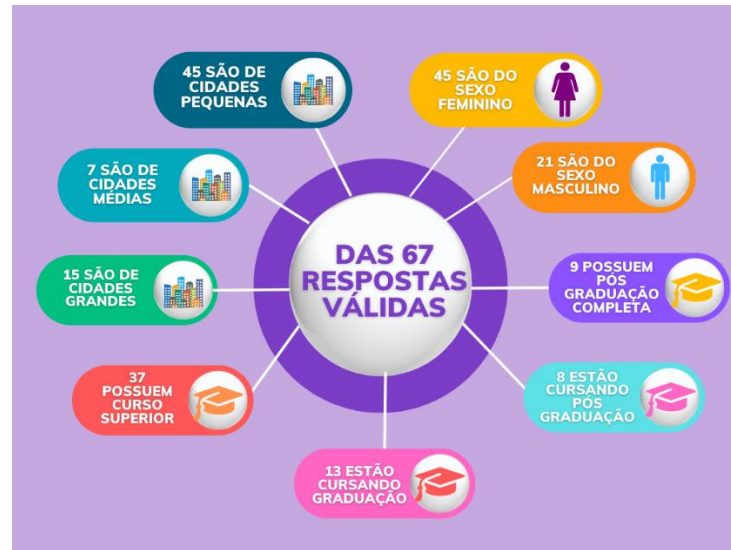 45 SÃO DE
CIDADES
PEQUENAS
45 SÃO DO
SEXO
FEMININO
7 SÃO DE
CIDADES
MÉDIAS
21 SÃO DO
SEXO
MASCULINO
DAS 67
RESPOSTAS
VÁLIDAS
15 SÃO DE
CIDADES
GRANDES
9 POSSUEM
PÓS
GRADUAÇÃO
COMPLETA
37
POSSUEM
CURSO
SUPERIOR
8 ESTÃO
CURSANDO
PÓS
GRADUAÇÃO
13 ESTÃO
CURSANDO
GRADUAÇÃO